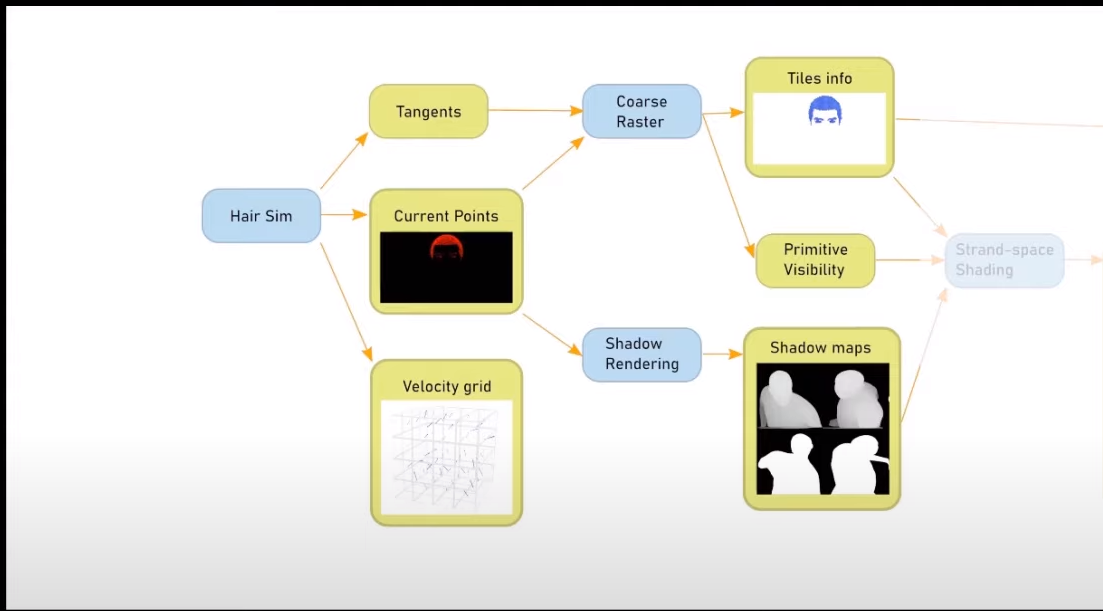 Tiles info
Tangents
Coarse
Raster
Hair Sim
Current Points
Primitive
Visibility
Strand-space
Shading
Shadow
Rendering
Shadow maps
Velocity grid